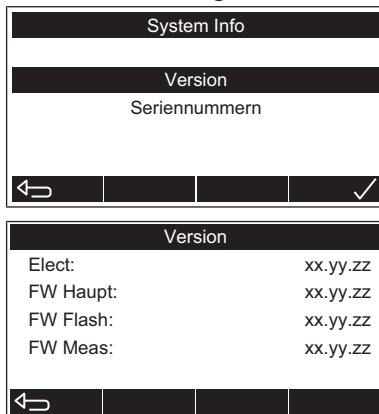 System Info
Version
Seriennummern
Version
Elect: xx.yy.zz
FW Haupt: xx.yy.zz
FW Flash: xx.yy.zz
FW Meas: xx.yy.zz